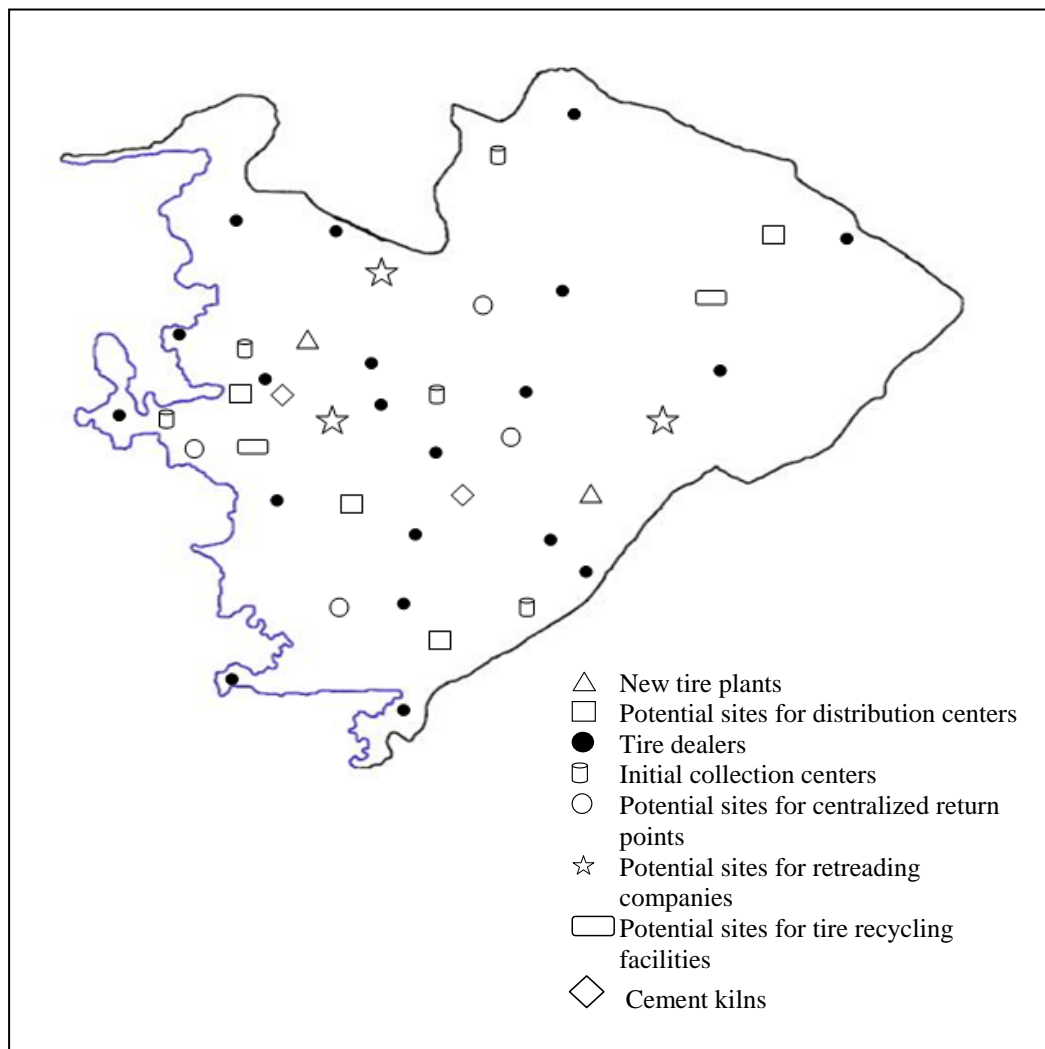 New tire plants
Potential sites for distribution centers
Tire dealers
Initial collection centers
Potential sites for centralized return
points
Potential sites for retreading
companies
Potential sites for tire recycling
facilities
Cement kilns